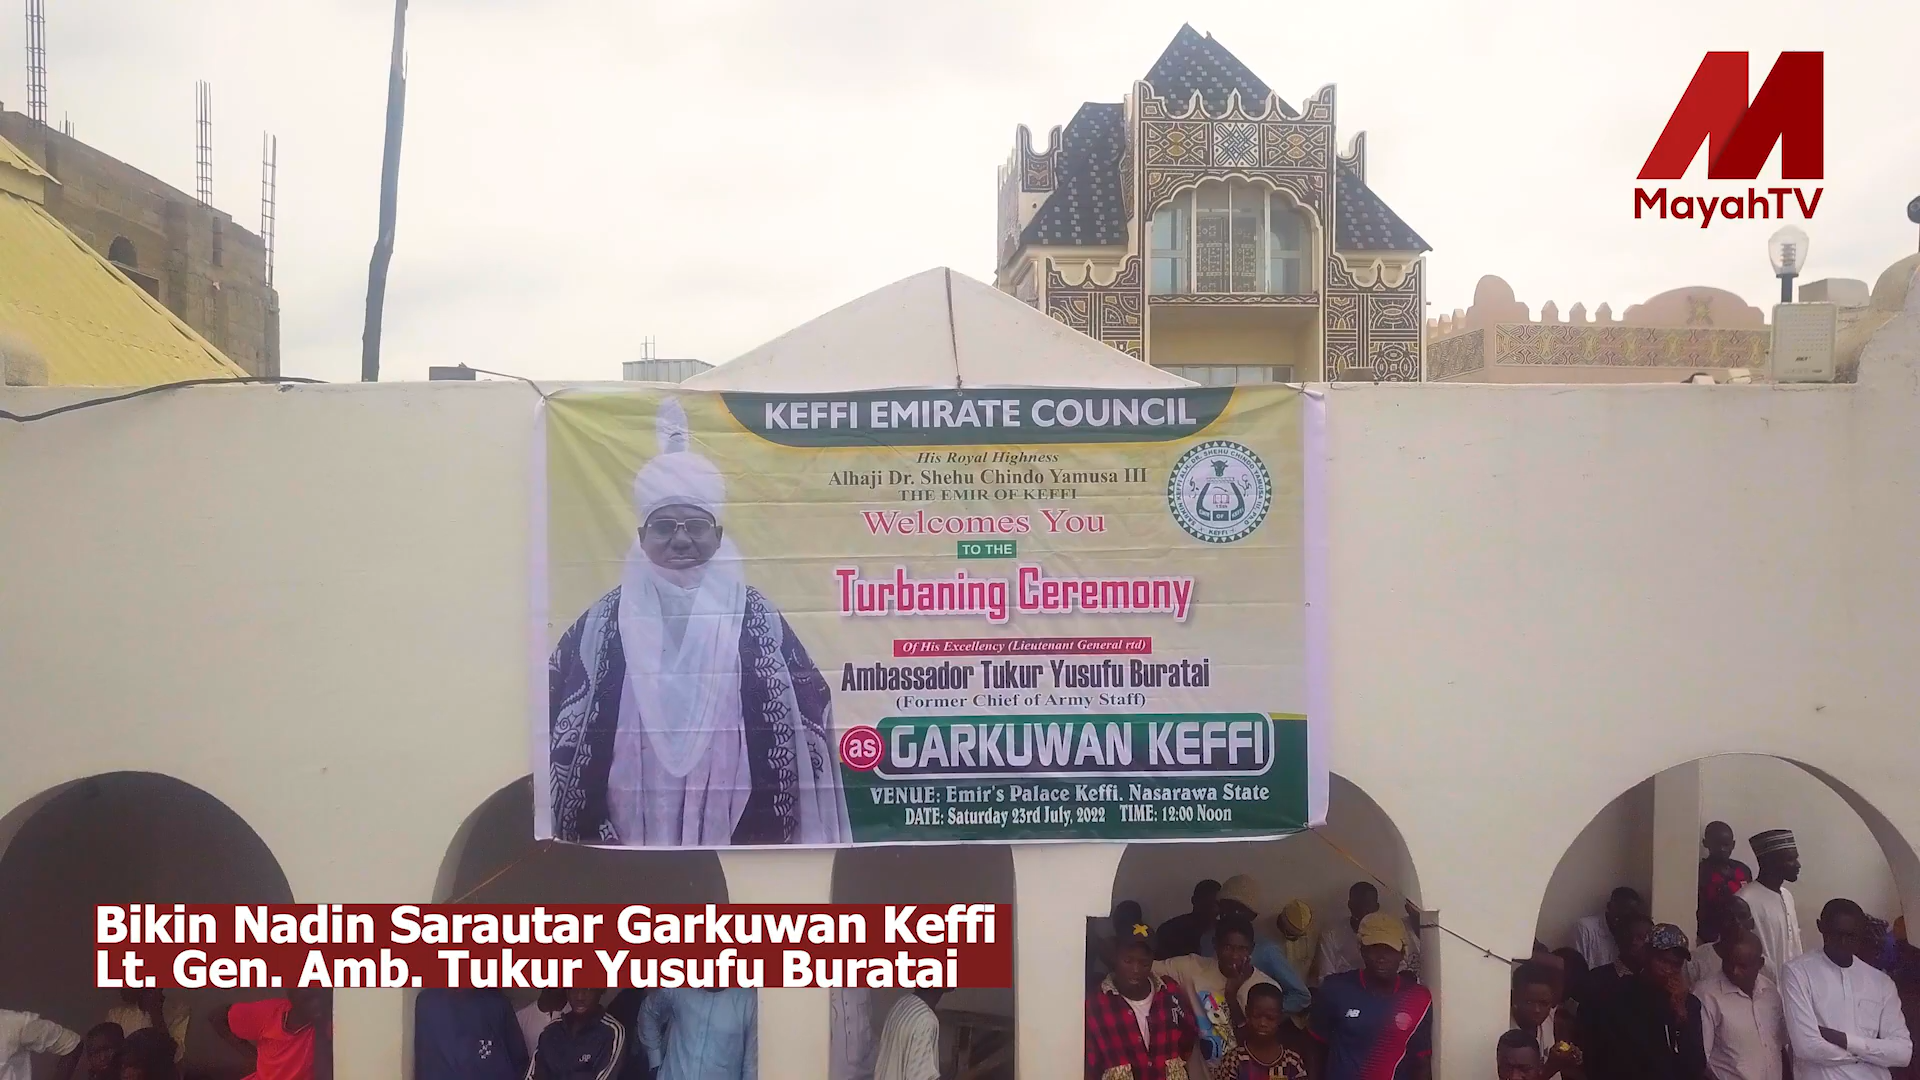 MayahTV
KEFFI EMIRATE COUNCIL
His Royal Highness
Alhaji Dr. Shehu Chindo Yamusa III
THE EMIR OF KEFFI
Welcomes You
TO THE
Turbaning Ceremony
Of His Excellency (Lieutenant General rtd)
Ambassador Tukur Yusufu Buratai
(Former Chief of Army Staff)
as GARKUWAN KEFFI
VENUE: Emir's Palace Keffi. Nasarawa State
DATE: Saturday 23rd July, 2022 TIME: 12:00 Noon
Bikin Nadin Sarautar Garkuwan Keffi
Lt. Gen. Amb. Tukur Yusufu Buratai